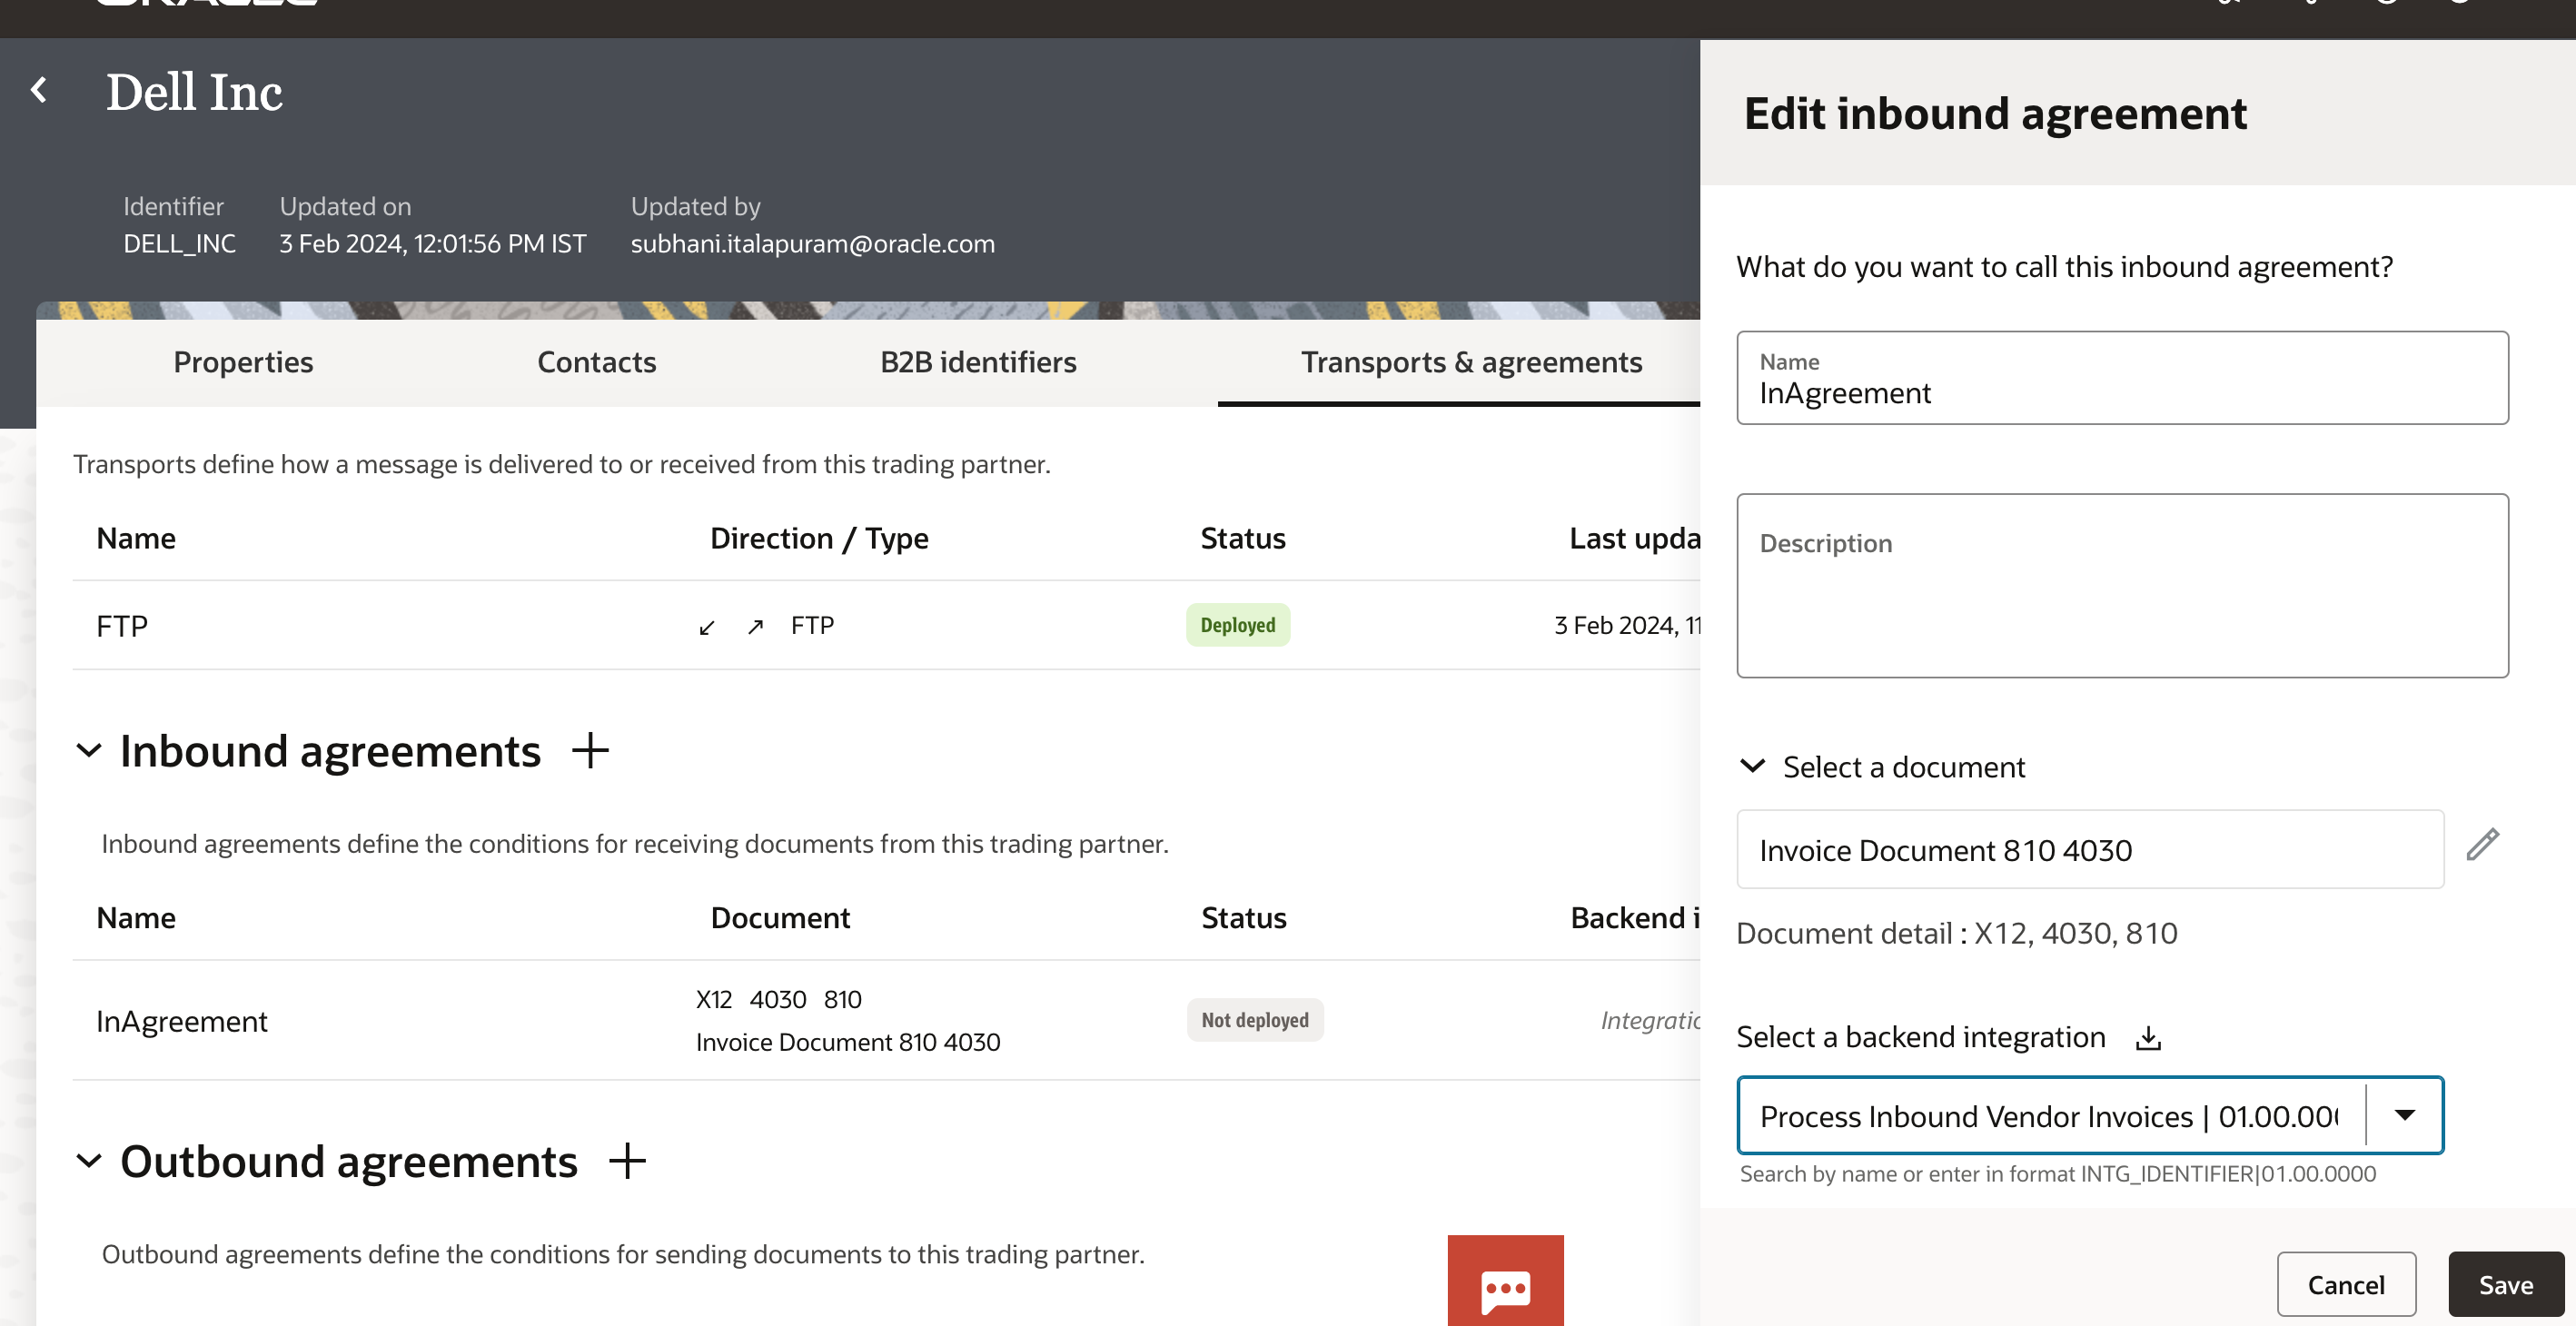 Dell Inc
Identifier Updated on Updated by
DELL_INC 3 Feb 2024, 12:01:56 PM IST subhani.italapuram@oracle.com
Properties Contacts B2B identifiers Transports & agreements
Transports define how a message is delivered to or received from this trading partner.
Name Direction / Type Status Last upda
FTP FTP Deployed 3 Feb 2024, 11
Inbound agreements
Inbound agreements define the conditions for receiving documents from this trading partner.
Name Document Status Backend i
X12 4030 810
InAgreement Not deployed Integratio
Invoice Document 810 4030
Outbound agreements
Outbound agreements define the conditions for sending documents to this trading partner.
Edit inbound agreement
What do you want to call this inbound agreement?
Name
InAgreement
Description
Select a document
Invoice Document 810 4030
Document detail : X12, 4030, 810
Select a backend integration
Process Inbound Vendor Invoices | 01.00.00
Search by name or enter in format INTG_IDENTIFIER|01.00.0000
Cancel Save